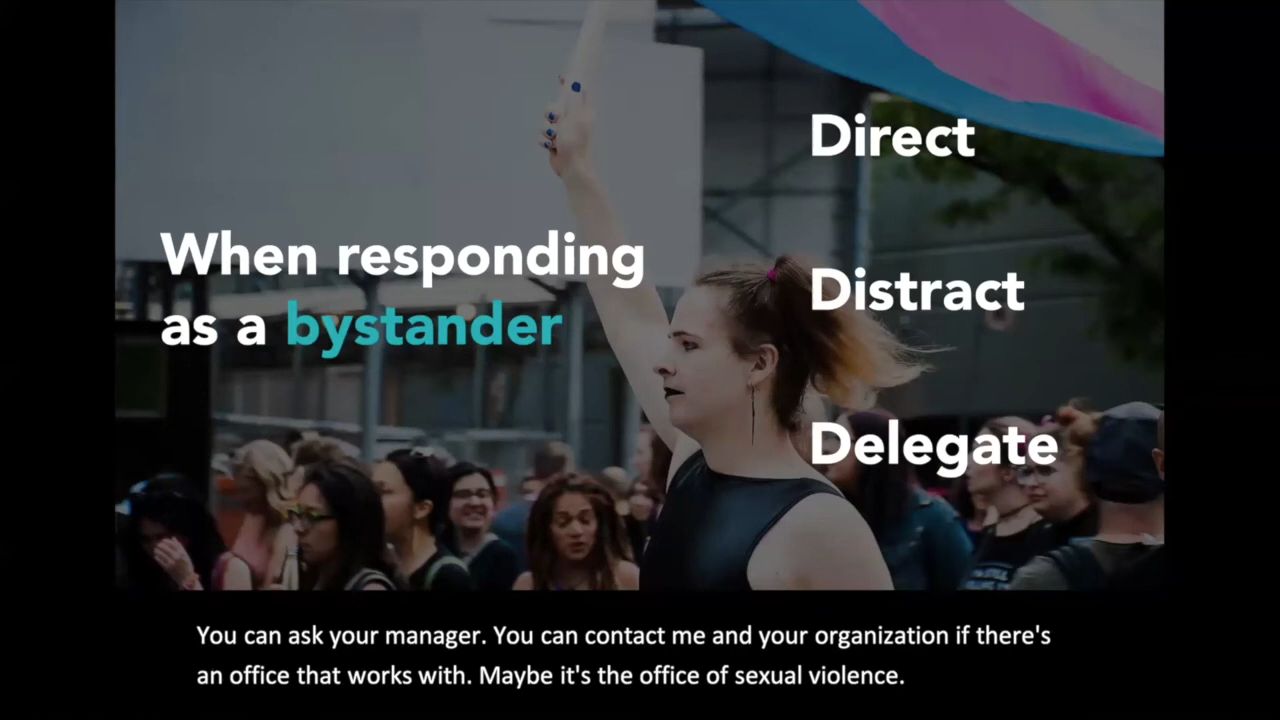 When responding
as a bystander
Direct
Distract
Delegate
You can ask your manager. You can contact me and your organization if there's
an office that works with. Maybe it's the office of sexual violence.